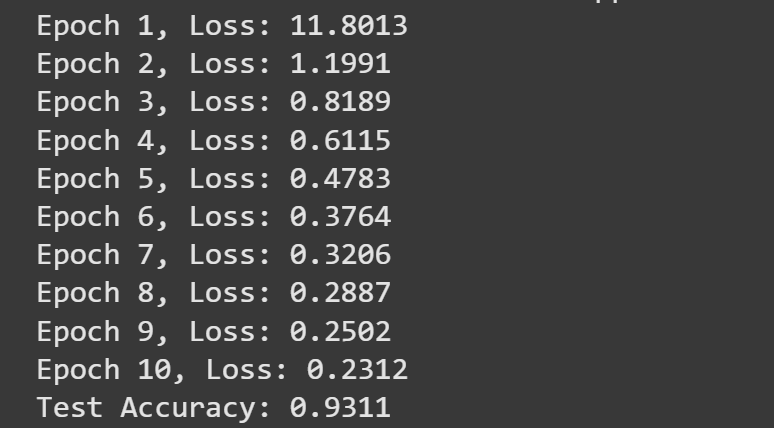 Epoch 1, Loss: 11.8013
Epoch 2, Loss: 1.1991
Epoch 3, Loss: 0.8189
Epoch 4, Loss: 0.6115
Epoch 5, Loss: 0.4783
Epoch 6, Loss: 0.3764
Epoch 7, Loss: 0.3206
Epoch 8, Loss: 0.2887
Epoch 9, Loss: 0.2502
Epoch 10, Loss: 0.2312
Test Accuracy: 0.9311